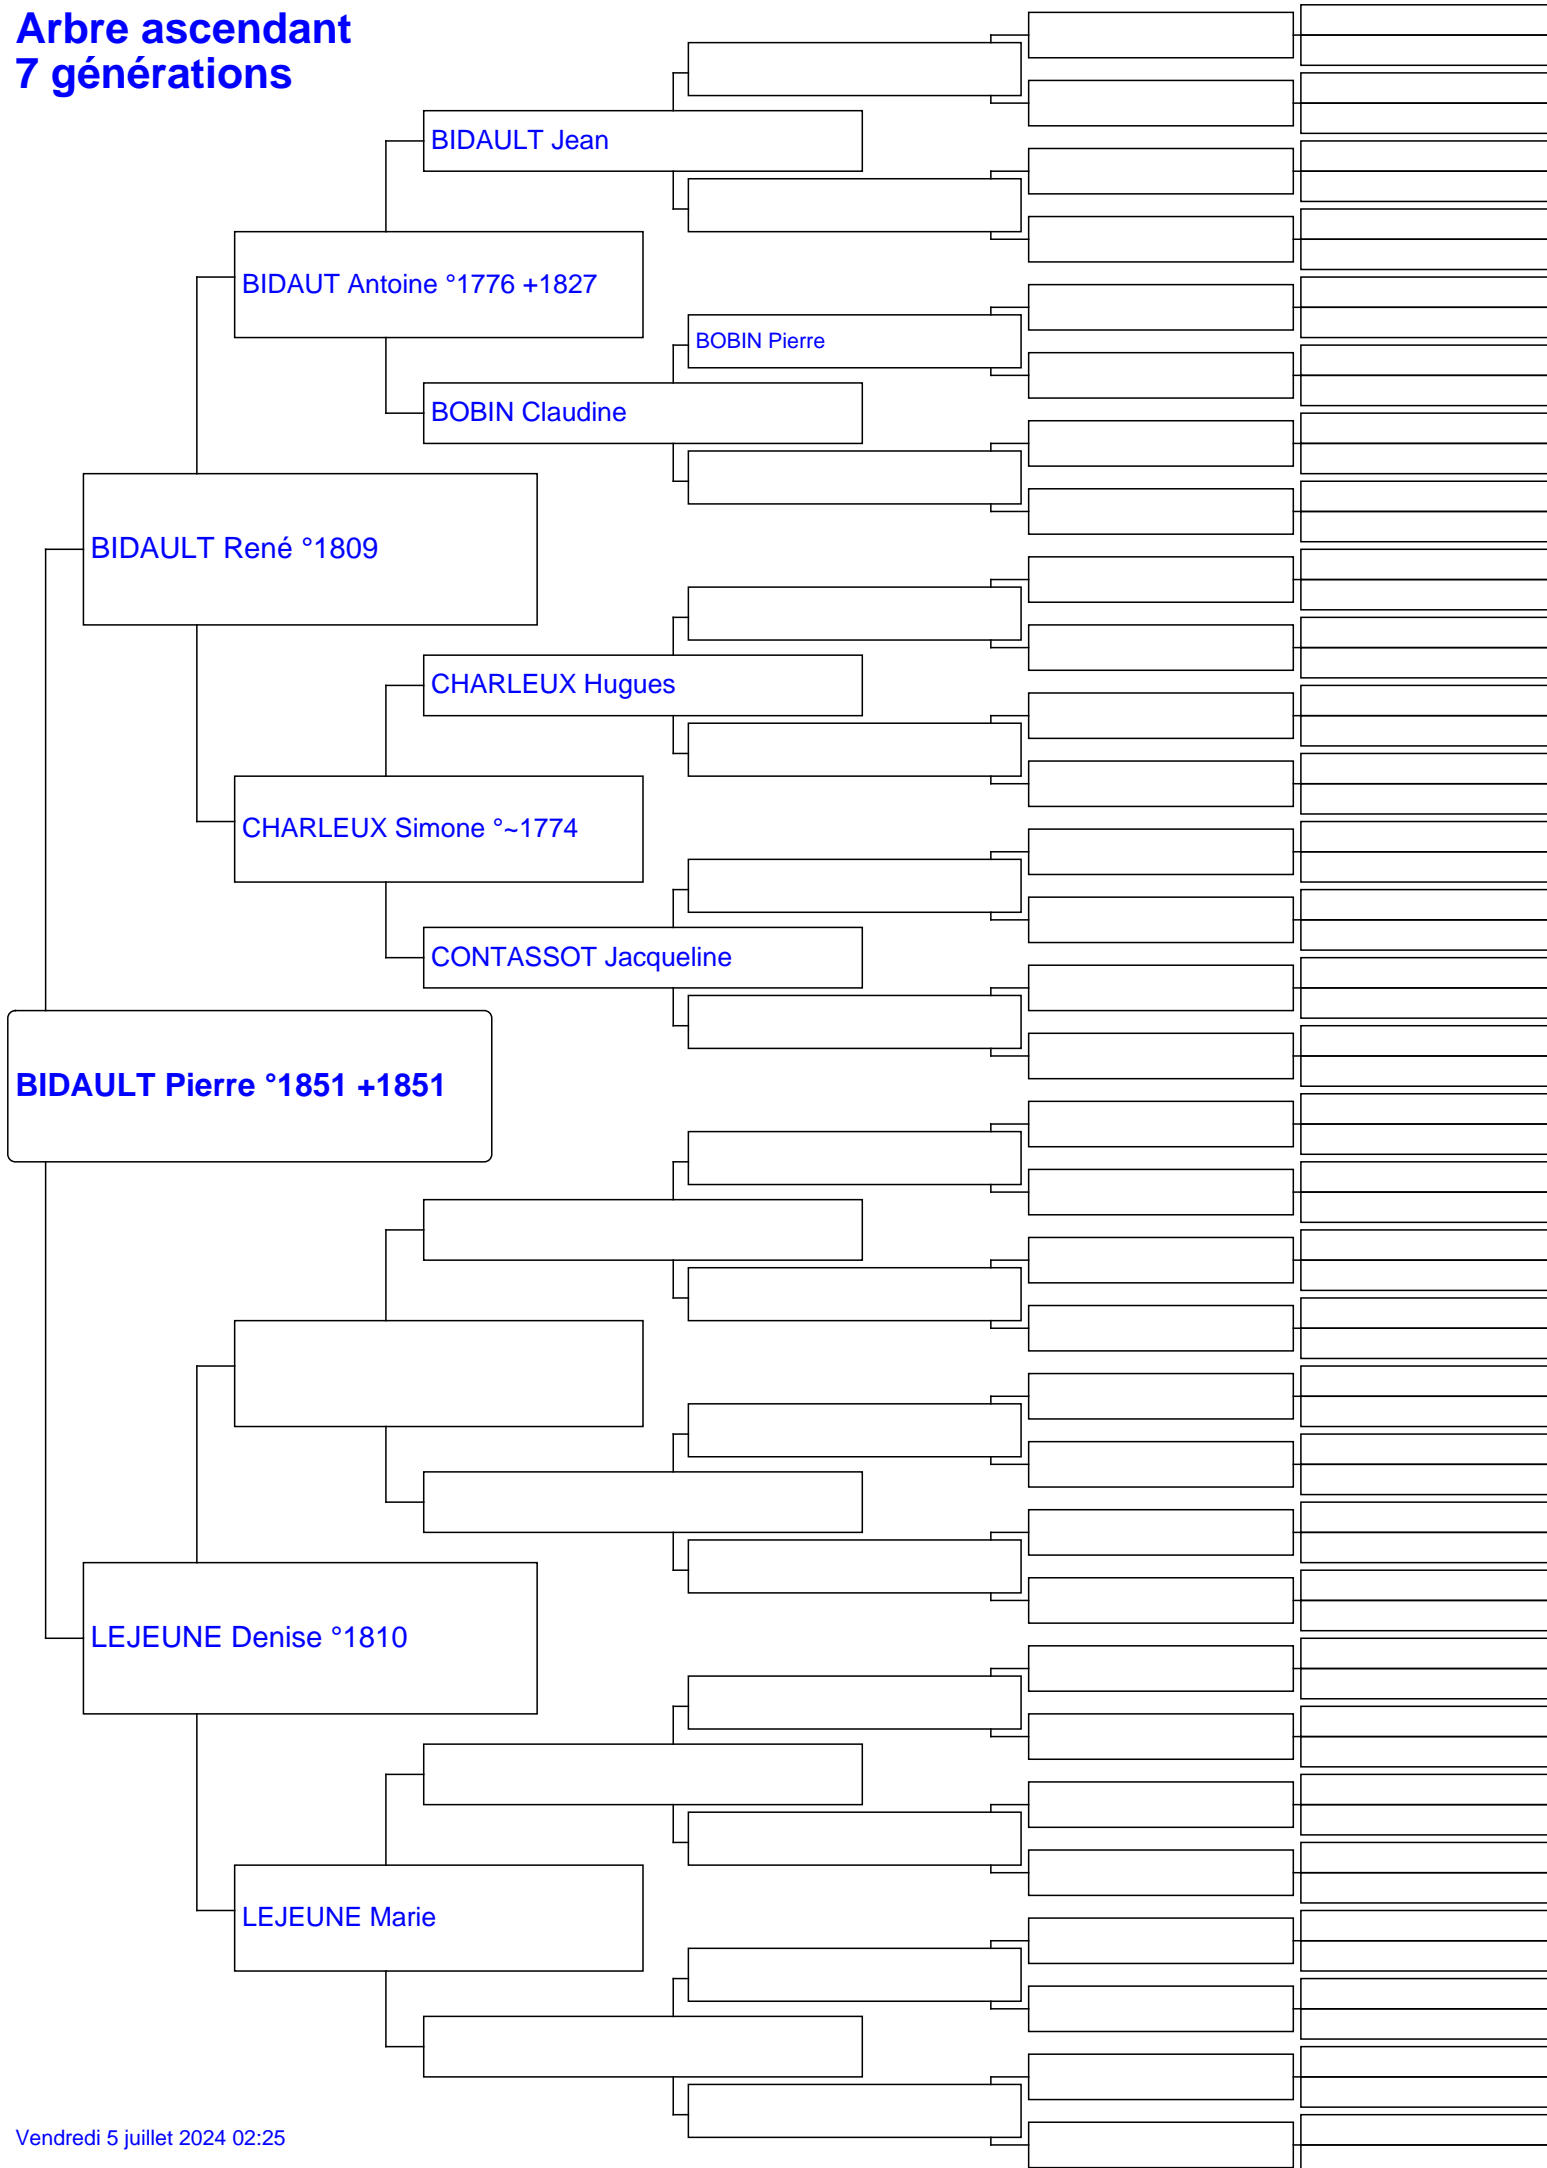 Arbre ascendant
7 générations
BIDAULT Jean
BIDAUT Antoine °1776 +1827
BOBIN Pierre
BOBIN Claudine
BIDAULT René °1809
CHARLEUX Hugues
CHARLEUX Simone °~1774
CONTASSOT Jacqueline
BIDAULT Pierre °1851 +1851
LEJEUNE Denise °1810
LEJEUNE Marie
Vendredi 5 juillet 2024 02:25